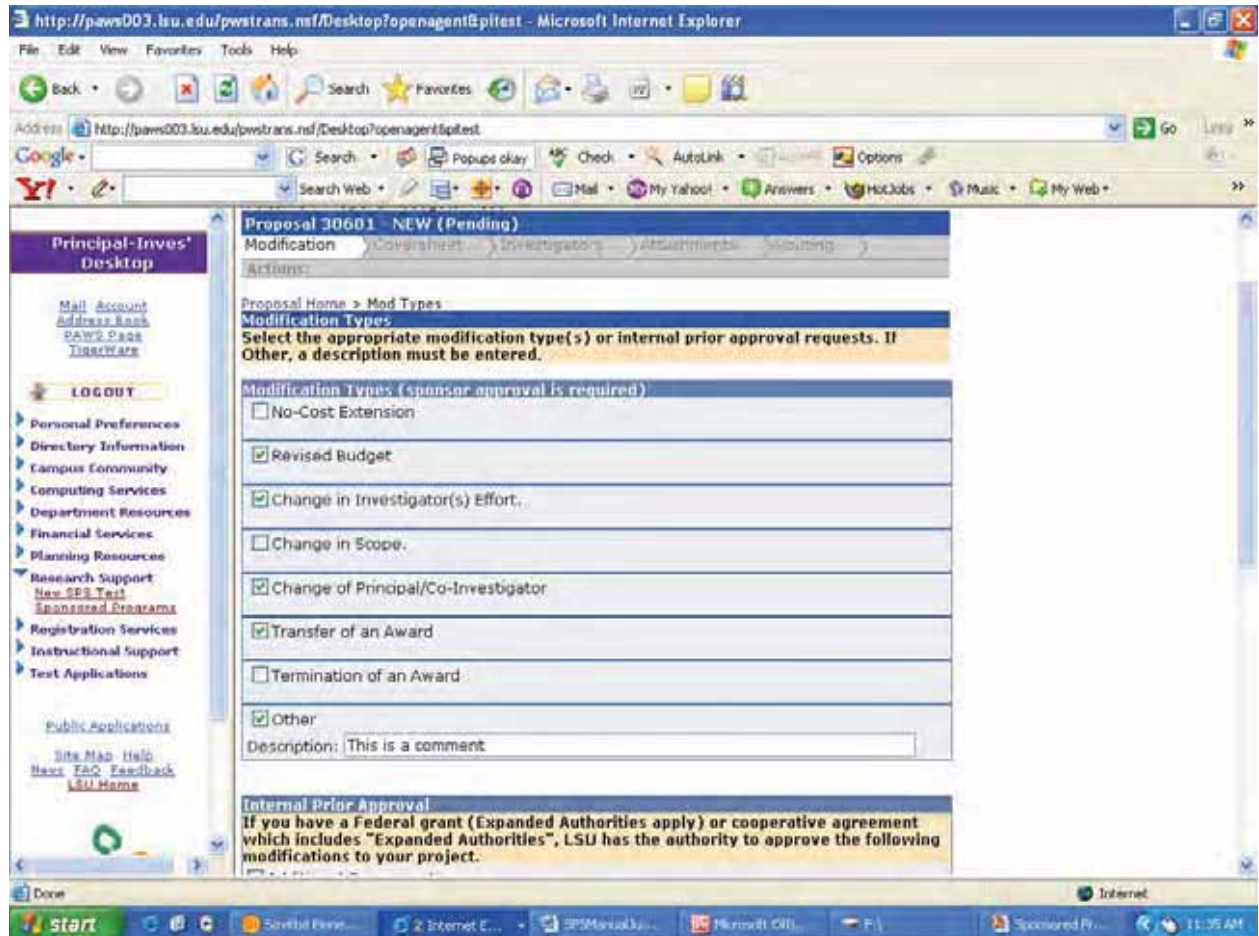 http://paws003.lsu.edu/pwstrans.nsf/Desktop?openagent&pitest - Microsoft Internet Explorer
File Edit View Favorites Tools Help
Back Search Favorites
Address http://paws003.lsu.edu/pwstrans.nsf/Desktop?openagent&pitest Go Links »
Google Search Popups okay Check AutoLink Options
Y! Search Web Mail My Yahoo! Answers HotJobs Music My Web »
Principal-Inves' Desktop
Mail Account
Address Book
PAWS Page
TigerWare
LOGOUT
Personal Preferences
Directory Information
Campus Community
Computing Services
Department Resources
Financial Services
Planning Resources
Research Support
New SPS Test
Sponsored Programs
Registration Services
Instructional Support
Test Applications
Public Applications
Site Map Help
News FAQ Feedback
LSU Home
Proposal 30601 - NEW (Pending)
Modification Coversheet Investigators Attachments Routing
Actions:
Proposal Home > Mod Types
Modification Types
Select the appropriate modification type(s) or internal prior approval requests. If
Other, a description must be entered.
Modification Types (sponsor approval is required)
No-Cost Extension
Revised Budget
Change in Investigator(s) Effort.
Change in Scope.
Change of Principal/Co-Investigator
Transfer of an Award
Termination of an Award
Other
Description: This is a comment
Internal Prior Approval
If you have a Federal grant (Expanded Authorities apply) or cooperative agreement
which includes "Expanded Authorities", LSU has the authority to approve the following
modifications to your project.
Done Internet
start 2 Internet E... Microsoft Offi... F:\ Sponsored Pr... 11:35 AM